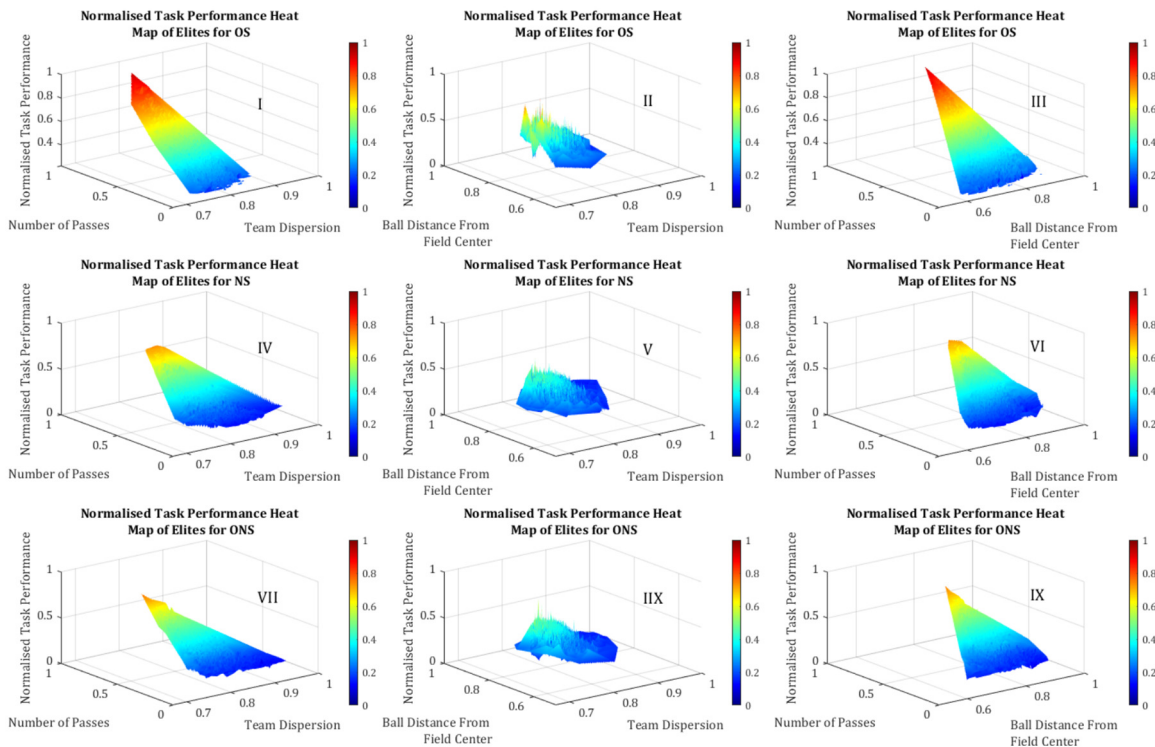 Normalised Task Performance Heat
Map of Elites for OS
Normalised Task Performance
1
0.8
0.6
0.4
1
0.5
0
Number of Passes
0.7
0.8
0.9
1
Team Dispersion
I
1
0.8
0.6
0.4
0.2
0
Normalised Task Performance Heat
Map of Elites for OS
Normalised Task Performance
1
0.5
0
0.8
0.6
Ball Distance From
Field Center
0.7
0.8
0.9
1
Team Dispersion
II
1
0.8
0.6
0.4
0.2
0
Normalised Task Performance Heat
Map of Elites for OS
Normalised Task Performance
1
0.8
0.6
0.4
1
0.5
0
Number of Passes
0.6
0.8
1
Ball Distance From
Field Center
III
1
0.8
0.6
0.4
0.2
0
Normalised Task Performance Heat
Map of Elites for NS
Normalised Task Performance
1
0.5
0
1
0.5
0
Number of Passes
0.7
0.8
0.9
1
Team Dispersion
IV
1
0.8
0.6
0.4
0.2
0
Normalised Task Performance Heat
Map of Elites for NS
Normalised Task Performance
1
0.5
0
0.8
0.6
Ball Distance From
Field Center
0.7
0.8
0.9
1
Team Dispersion
V
1
0.8
0.6
0.4
0.2
0
Normalised Task Performance Heat
Map of Elites for NS
Normalised Task Performance
1
0.5
0
1
0.5
0
Number of Passes
0.6
0.8
1
Ball Distance From
Field Center
VI
1
0.8
0.6
0.4
0.2
0
Normalised Task Performance Heat
Map of Elites for ONS
Normalised Task Performance
1
0.5
0
1
0.5
0
Number of Passes
0.7
0.8
0.9
1
Team Dispersion
VII
1
0.8
0.6
0.4
0.2
0
Normalised Task Performance Heat
Map of Elites for ONS
Normalised Task Performance
1
0.5
0
0.8
0.6
Ball Distance From
Field Center
0.7
0.8
0.9
1
Team Dispersion
IIX
1
0.8
0.6
0.4
0.2
0
Normalised Task Performance Heat
Map of Elites for ONS
Normalised Task Performance
1
0.5
0
1
0.5
0
Number of Passes
0.6
0.8
1
Ball Distance From
Field Center
IX
1
0.8
0.6
0.4
0.2
0